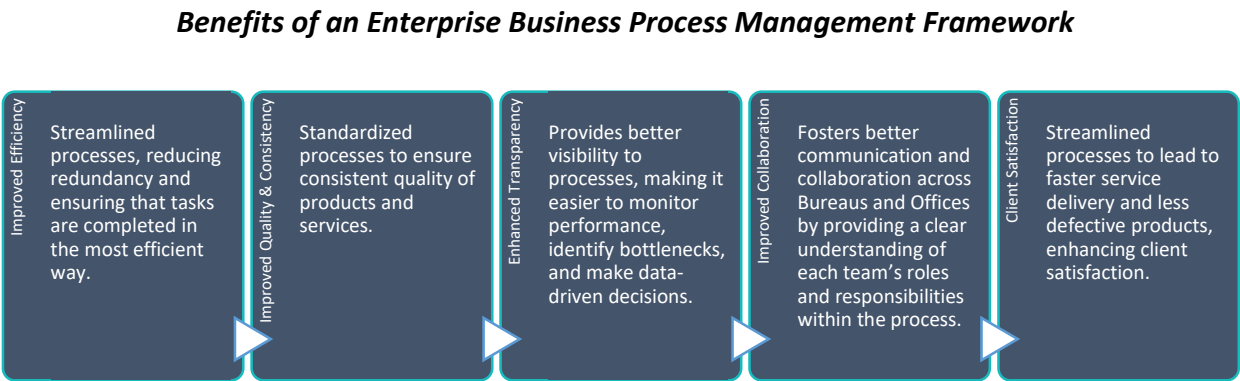 Benefits of an Enterprise Business Process Management Framework
Improved Efficiency
Streamlined
processes, reducing
redundancy and
ensuring that tasks
are completed in
the most efficient
way.
Improved Quality & Consistency
Standardized
processes to ensure
consistent quality of
products and
services.
Enhanced Transparency
Provides better
visibility to
processes, making it
easier to monitor
performance,
identify bottlenecks,
and make data-
driven decisions.
Improved Collaboration
Fosters better
communication and
collaboration across
Bureaus and Offices
by providing a clear
understanding of
each team’s roles
and responsibilities
within the process.
Client Satisfaction
Streamlined
processes to lead to
faster service
delivery and less
defective products,
enhancing client
satisfaction.